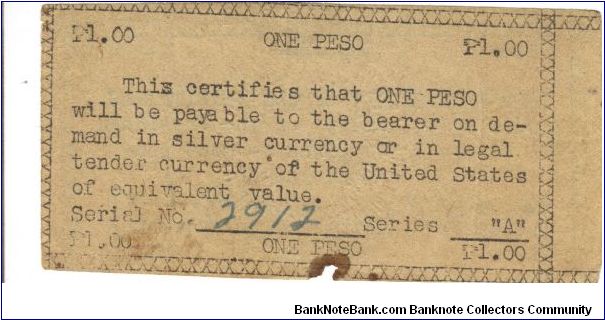 ₱1.00 ONE PESO ₱1.00
This certifies that ONE PESO
will be payable to the bearer on de-
mand in silver currency or in legal
tender currency of the United States
of equivalent value.
Serial No. 2912 Series "A"
₱1.00 ONE PESO ₱1.00
BankNoteBank.com Banknote Collectors Community